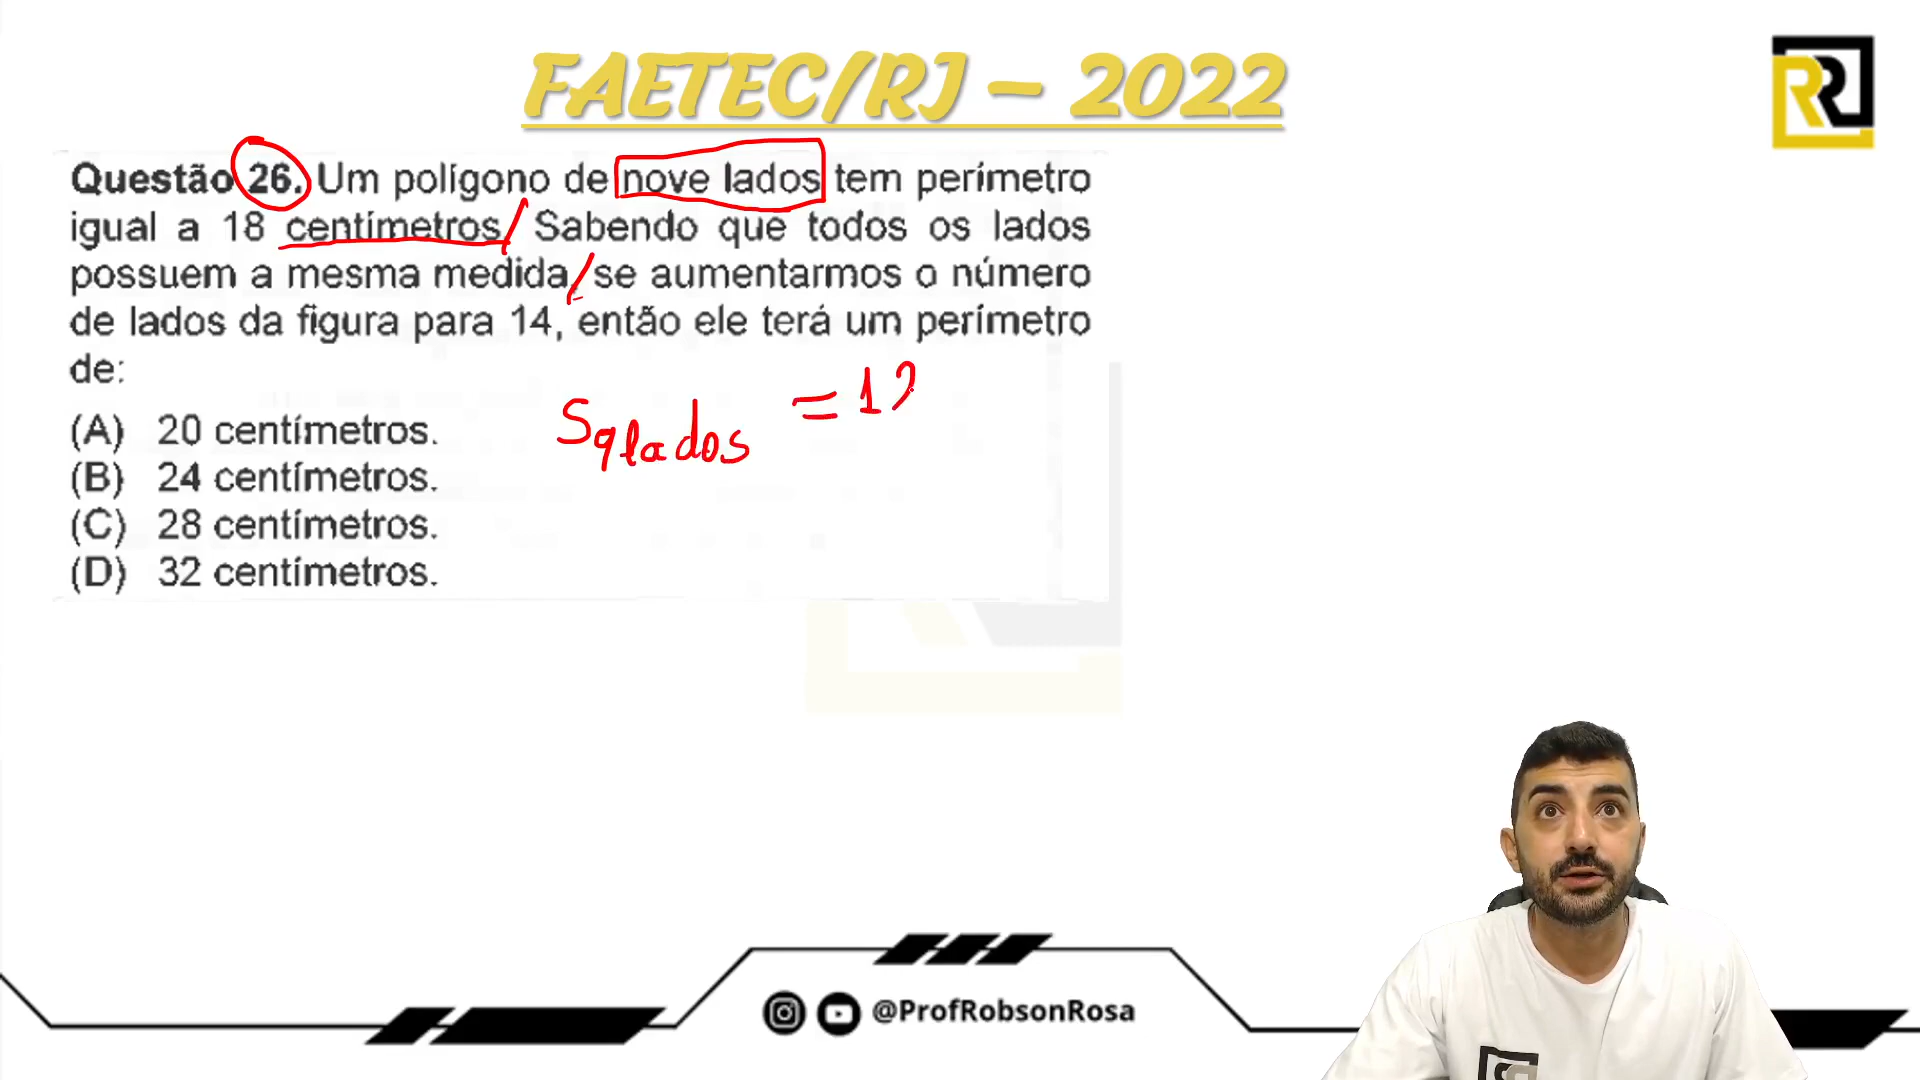 FAETEC/RJ – 2022
RR
Questão 26. Um polígono de nove lados tem perímetro
igual a 18 centímetros. Sabendo que todos os lados
possuem a mesma medida, se aumentarmos o número
de lados da figura para 14, então ele terá um perímetro
de:
(A) 20 centímetros.
(B) 24 centímetros.
(C) 28 centímetros.
(D) 32 centímetros.
S9lados =1
@ProfRobsonRosa